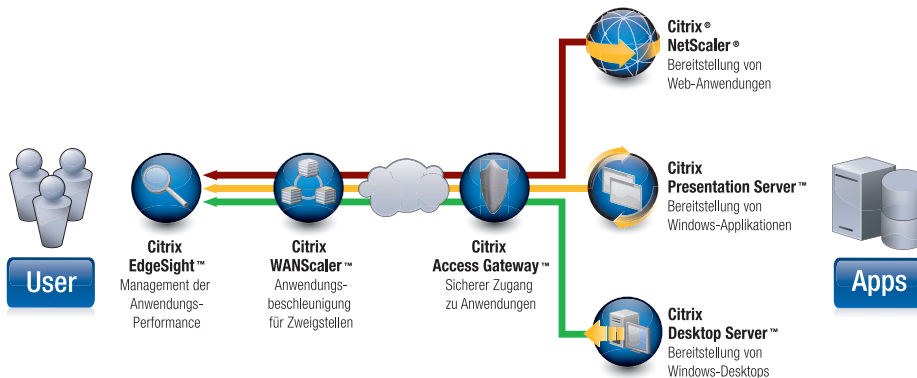 Citrix®
NetScaler®
Bereitstellung von
Web-Anwendungen
Citrix
Presentation Server™
Bereitstellung von
Windows-Applikationen
Citrix
Desktop Server™
Bereitstellung von
Windows-Desktops
User
Citrix
EdgeSight™
Management der
Anwendungs-
Performance
Citrix
WANScaler™
Anwendungs-
beschleunigung
für Zweigstellen
Citrix
Access Gateway™
Sicherer Zugang
zu Anwendungen
Apps